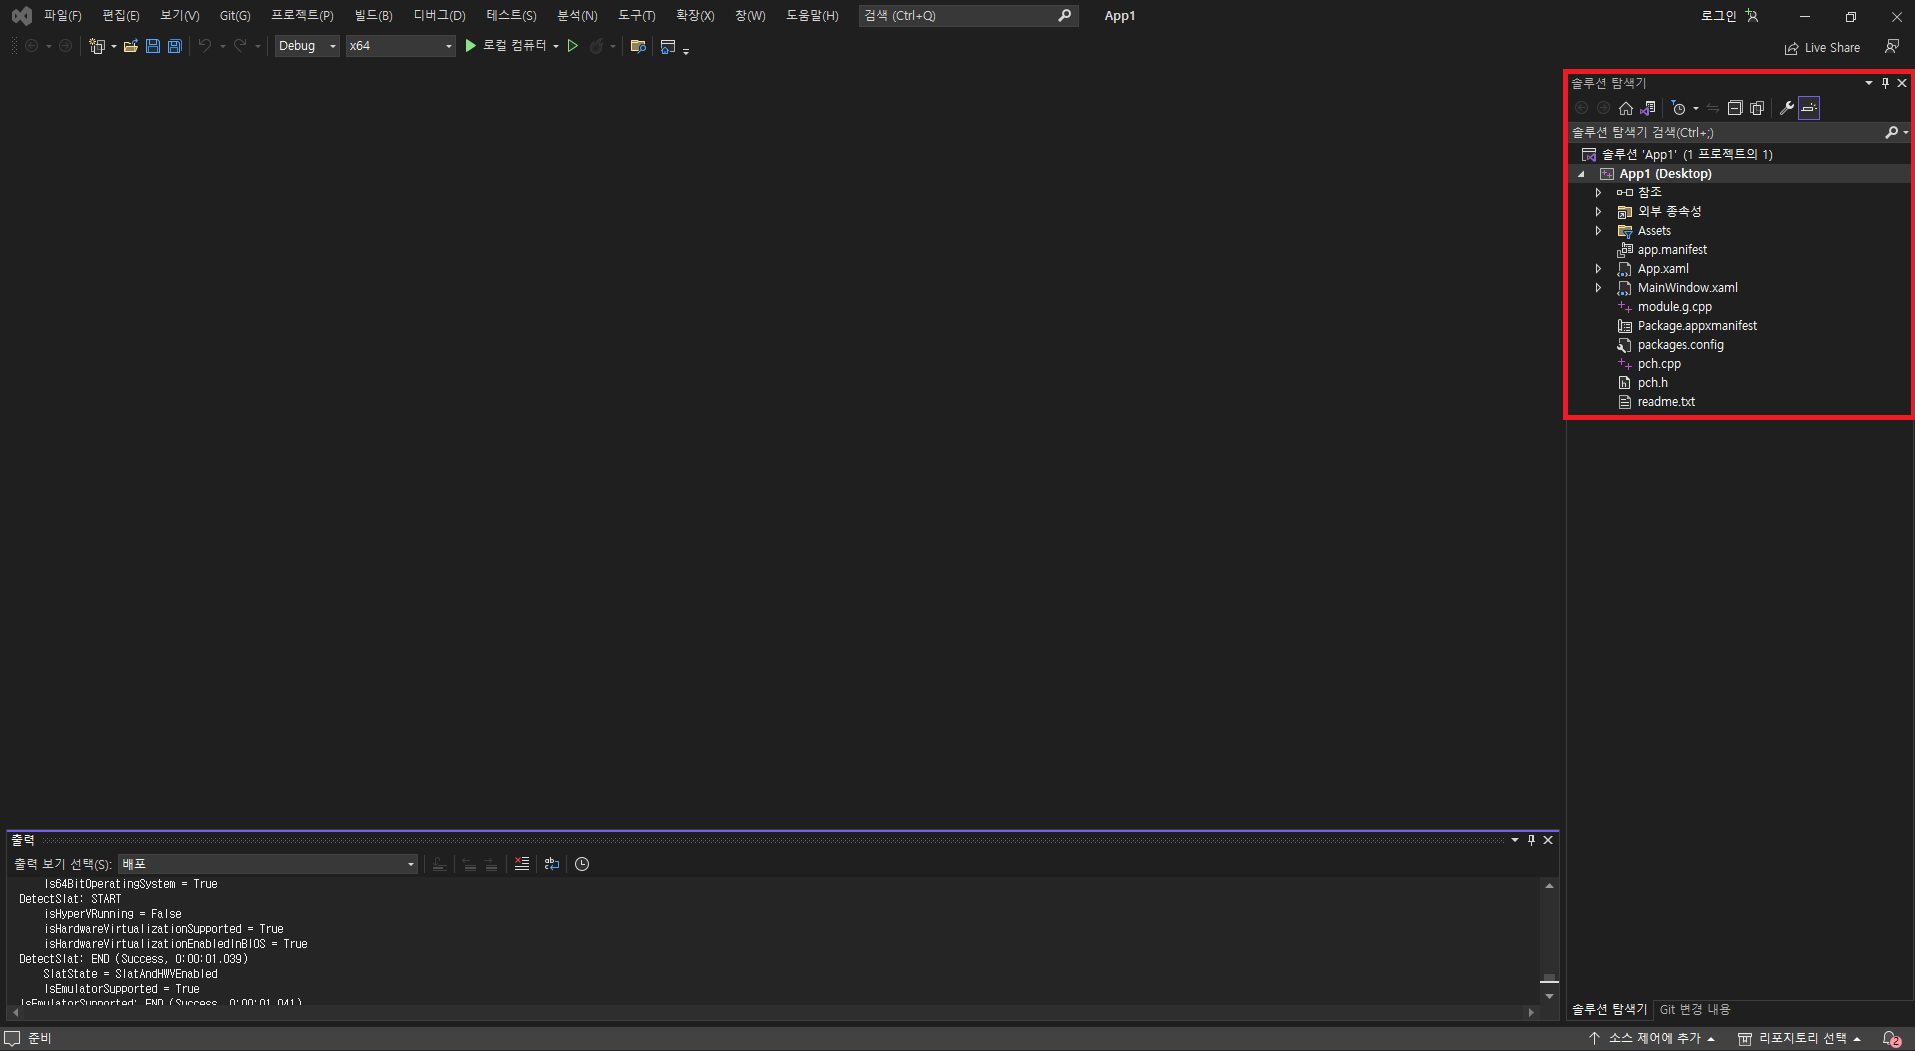 파일(F) 편집(E) 보기(V) Git(G) 프로젝트(P) 빌드(B) 디버그(D) 테스트(S) 분석(N) 도구(T) 확장(X) 창(W) 도움말(H) 검색 (Ctrl+Q) App1 로그인
Debug x64 로컬 컴퓨터 Live Share
솔루션 탐색기
솔루션 탐색기 검색(Ctrl+;)
솔루션 'App1' (1 프로젝트의 1)
App1 (Desktop)
참조
외부 종속성
Assets
app.manifest
App.xaml
MainWindow.xaml
module.g.cpp
Package.appxmanifest
packages.config
pch.cpp
pch.h
readme.txt
출력
출력 보기 선택(S): 배포
Is64BitOperatingSystem = True
DetectSlat: START
isHyperVRunning = False
isHardwareVirtualizationSupported = True
isHardwareVirtualizationEnabledInBIOS = True
DetectSlat: END (Success, 0:00:01.039)
SlatState = SlatAndHWVEnabled
IsEmulatorSupported = True
IsEmulatorSupported: END (Success, 0:00:01.041)
솔루션 탐색기 Git 변경 내용
준비 소스 제어에 추가 리포지토리 선택 2